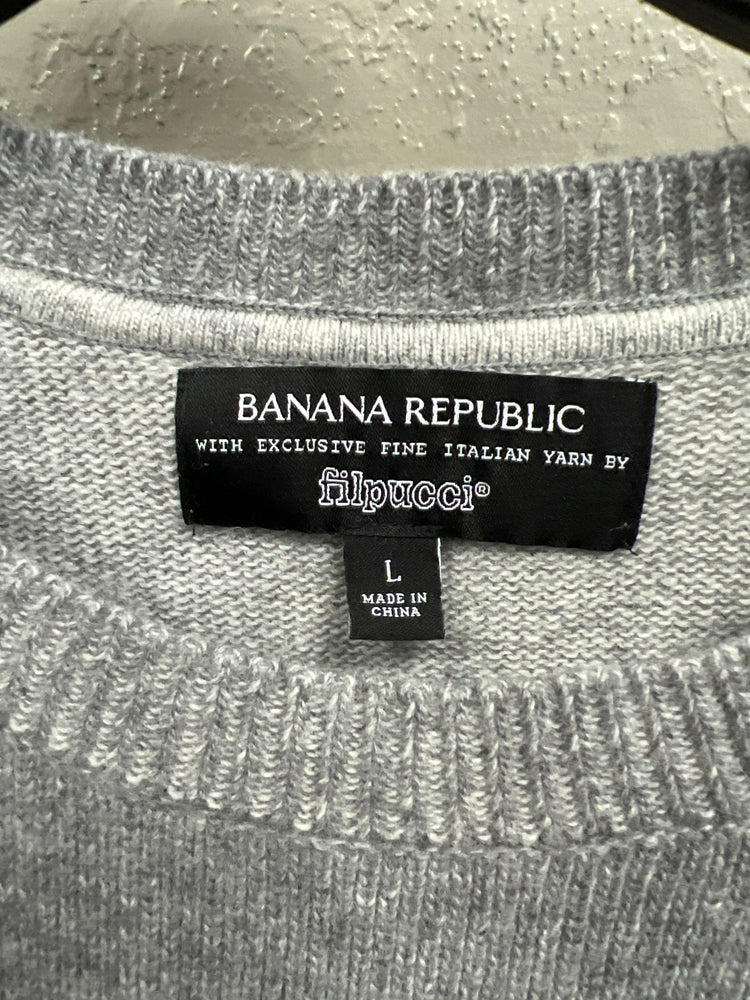 BANANA REPUBLIC
WITH EXCLUSIVE FINE ITALIAN YARN BY
filpucci®
L
MADE IN
CHINA